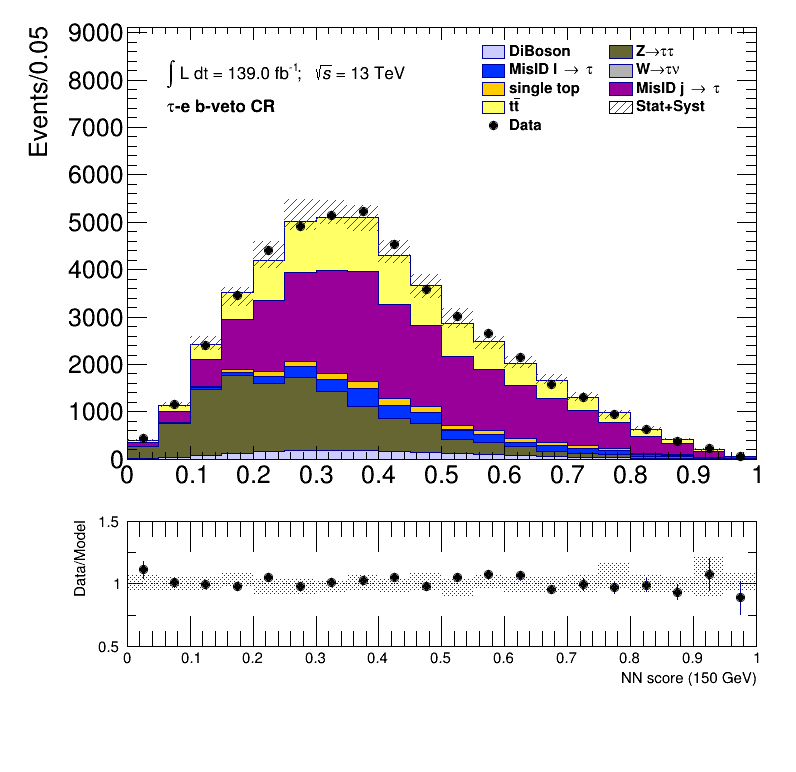 Events/0.05
9000
8000
7000
6000
5000
4000
3000
2000
1000
0
∫ L dt = 139.0 fb⁻¹; √s = 13 TeV
τ-e b-veto CR
DiBoson
MisID l → τ
single top
tt̄
Data
Z→ττ
W→τν
MisID j → τ
Stat+Syst
0 0.1 0.2 0.3 0.4 0.5 0.6 0.7 0.8 0.9 1
Data/Model
1.5
1
0.5
0 0.1 0.2 0.3 0.4 0.5 0.6 0.7 0.8 0.9 1
NN score (150 GeV)